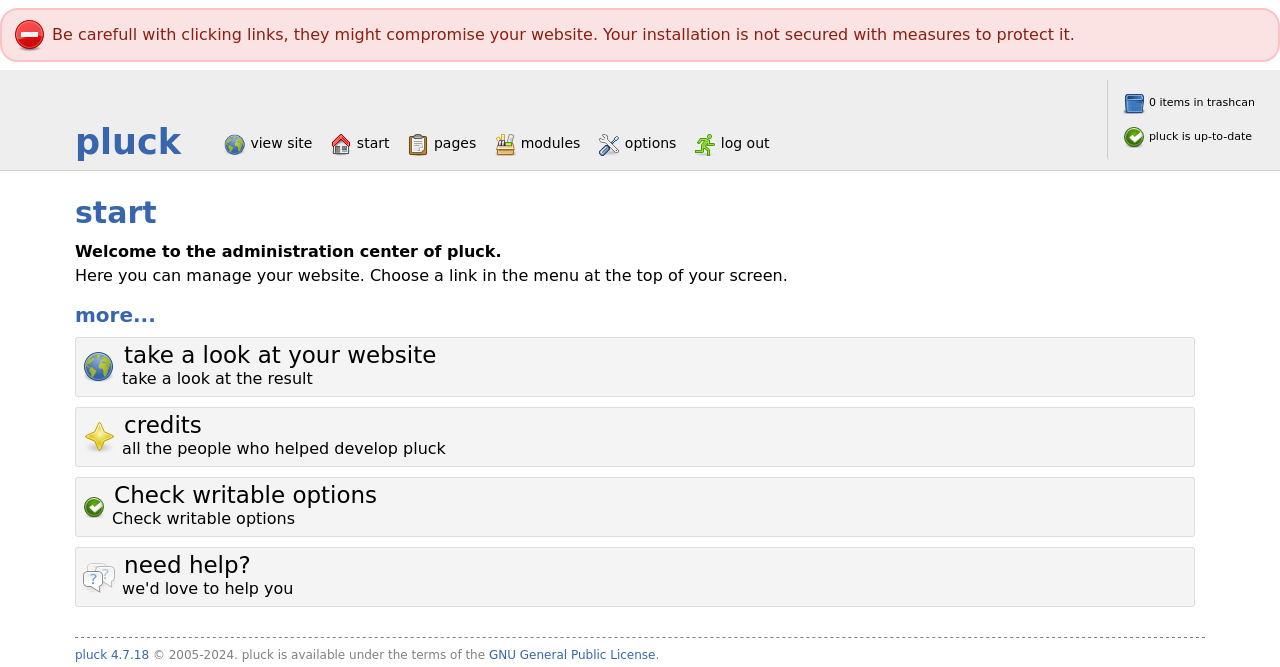 Be carefull with clicking links, they might compromise your website. Your installation is not secured with measures to protect it.
0 items in trashcan
pluck is up-to-date
pluck view site start pages modules options log out
start
Welcome to the administration center of pluck.
Here you can manage your website. Choose a link in the menu at the top of your screen.
more...
take a look at your website
take a look at the result
credits
all the people who helped develop pluck
Check writable options
Check writable options
need help?
we'd love to help you
pluck 4.7.18 © 2005-2024. pluck is available under the terms of the GNU General Public License.